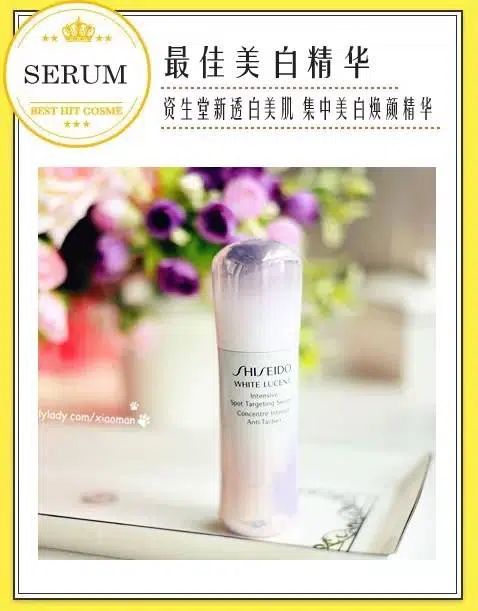 SERUM
BEST HIT COSME
最佳美白精华
资生堂新透白美肌 集中美白焕颜精华
SHISEIDO
WHITE LUCENT
Intensive
Spot Targeting Serum
Concentré Intensif
Anti-Taches
lylady.com/xiaoman